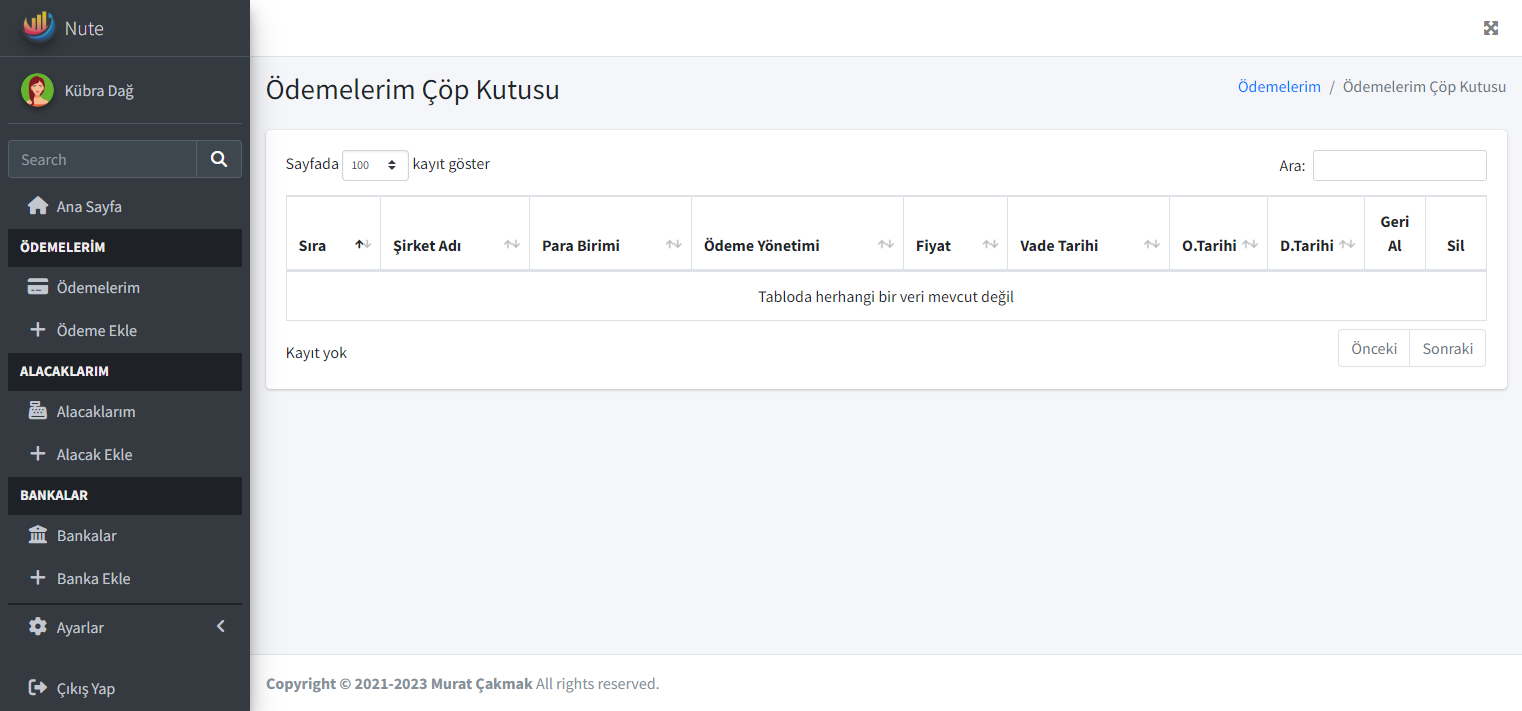 Nute
Kübra Dağ
Search
Ana Sayfa
ÖDEMELERİM
Ödemelerim
Ödeme Ekle
ALACAKLARIM
Alacaklarım
Alacak Ekle
BANKALAR
Bankalar
Banka Ekle
Ayarlar
Çıkış Yap
Ödemelerim Çöp Kutusu
Ödemelerim / Ödemelerim Çöp Kutusu
Sayfada 100 kayıt göster
Ara:
Sıra Şirket Adı Para Birimi Ödeme Yönetimi Fiyat Vade Tarihi O.Tarihi D.Tarihi Geri Al Sil
Tabloda herhangi bir veri mevcut değil
Kayıt yok
Önceki Sonraki
Copyright © 2021-2023 Murat Çakmak All rights reserved.